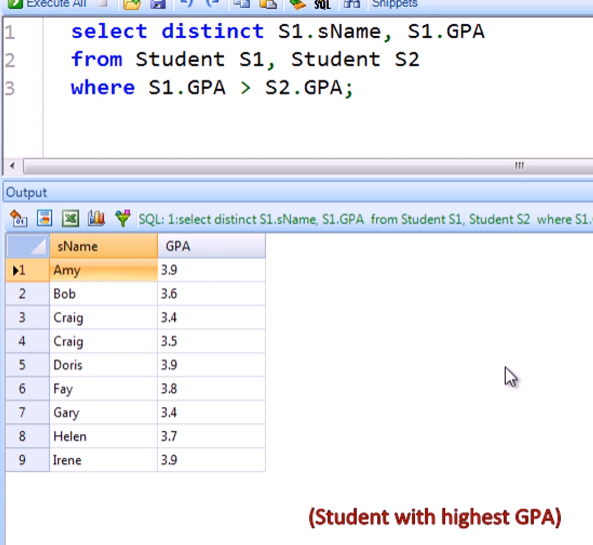 Execute All
SQL
Snippets
1 select distinct S1.sName, S1.GPA
2 from Student S1, Student S2
3 where S1.GPA > S2.GPA;
Output
SQL: 1:select distinct S1.sName, S1.GPA from Student S1, Student S2 where S1.
sName GPA
1 Amy 3.9
2 Bob 3.6
3 Craig 3.4
4 Craig 3.5
5 Doris 3.9
6 Fay 3.8
7 Gary 3.4
8 Helen 3.7
9 Irene 3.9
(Student with highest GPA)